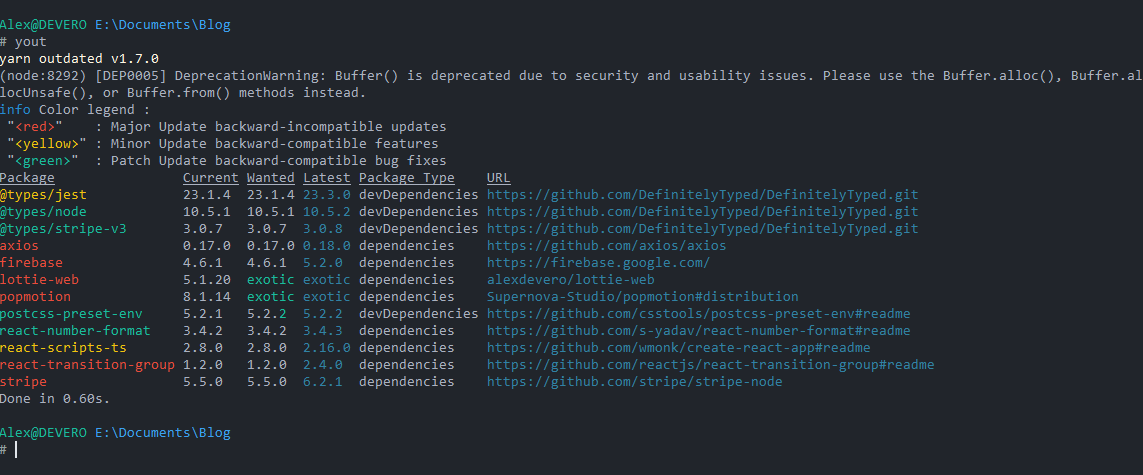 Alex@DEVERO E:\Documents\Blog
# yout
yarn outdated v1.7.0
(node:8292) [DEP0005] DeprecationWarning: Buffer() is deprecated due to security and usability issues. Please use the Buffer.alloc(), Buffer.al
locUnsafe(), or Buffer.from() methods instead.
info Color legend :
"<red>" : Major Update backward-incompatible updates
"<yellow>" : Minor Update backward-compatible features
"<green>" : Patch Update backward-compatible bug fixes
Package Current Wanted Latest Package Type URL
@types/jest 23.1.4 23.1.4 23.3.0 devDependencies https://github.com/DefinitelyTyped/DefinitelyTyped.git
@types/node 10.5.1 10.5.1 10.5.2 devDependencies https://github.com/DefinitelyTyped/DefinitelyTyped.git
@types/stripe-v3 3.0.7 3.0.7 3.0.8 devDependencies https://github.com/DefinitelyTyped/DefinitelyTyped.git
axios 0.17.0 0.17.0 0.18.0 dependencies https://github.com/axios/axios
firebase 4.6.1 4.6.1 5.2.0 dependencies https://firebase.google.com/
lottie-web 5.1.20 exotic exotic dependencies alexdevero/lottie-web
popmotion 8.1.14 exotic exotic dependencies Supernova-Studio/popmotion#distribution
postcss-preset-env 5.2.1 5.2.2 5.2.2 devDependencies https://github.com/csstools/postcss-preset-env#readme
react-number-format 3.4.2 3.4.2 3.4.3 dependencies https://github.com/s-yadav/react-number-format#readme
react-scripts-ts 2.8.0 2.8.0 2.16.0 dependencies https://github.com/wmonk/create-react-app#readme
react-transition-group 1.2.0 1.2.0 2.4.0 dependencies https://github.com/reactjs/react-transition-group#readme
stripe 5.5.0 5.5.0 6.2.1 dependencies https://github.com/stripe/stripe-node
Done in 0.60s.
Alex@DEVERO E:\Documents\Blog
#